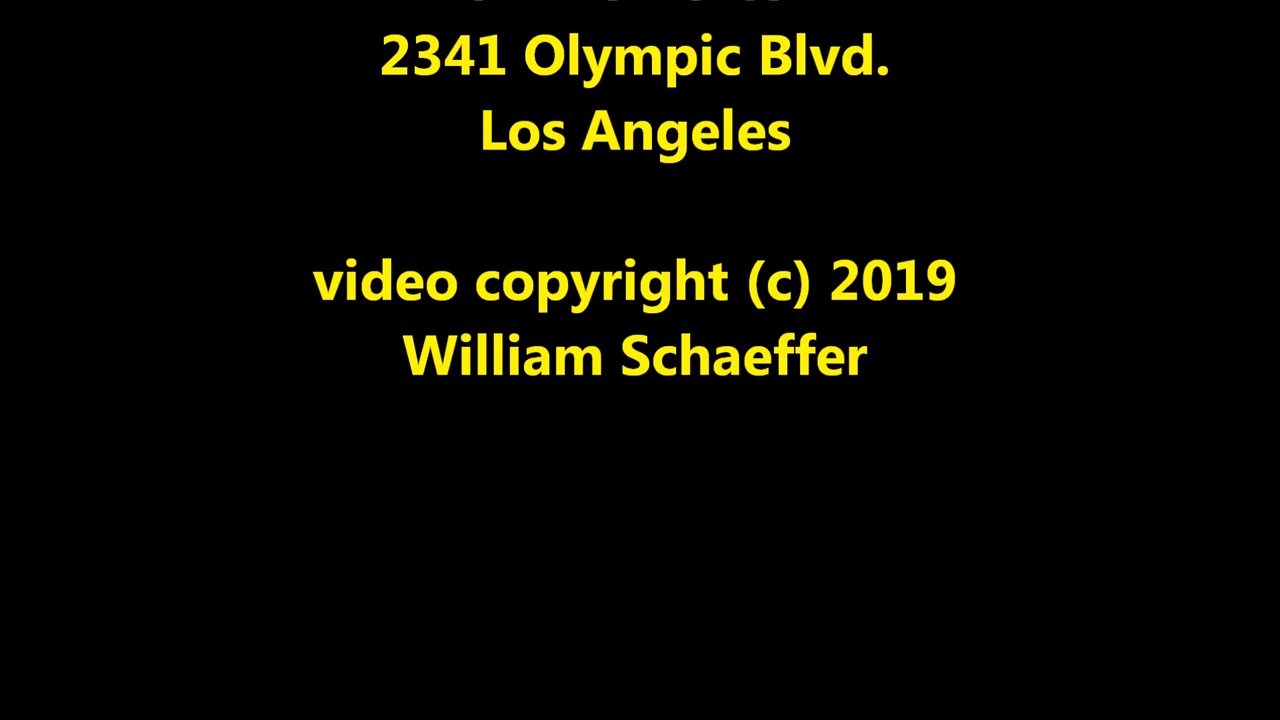 2341 Olympic Blvd.
Los Angeles
video copyright (c) 2019
William Schaeffer